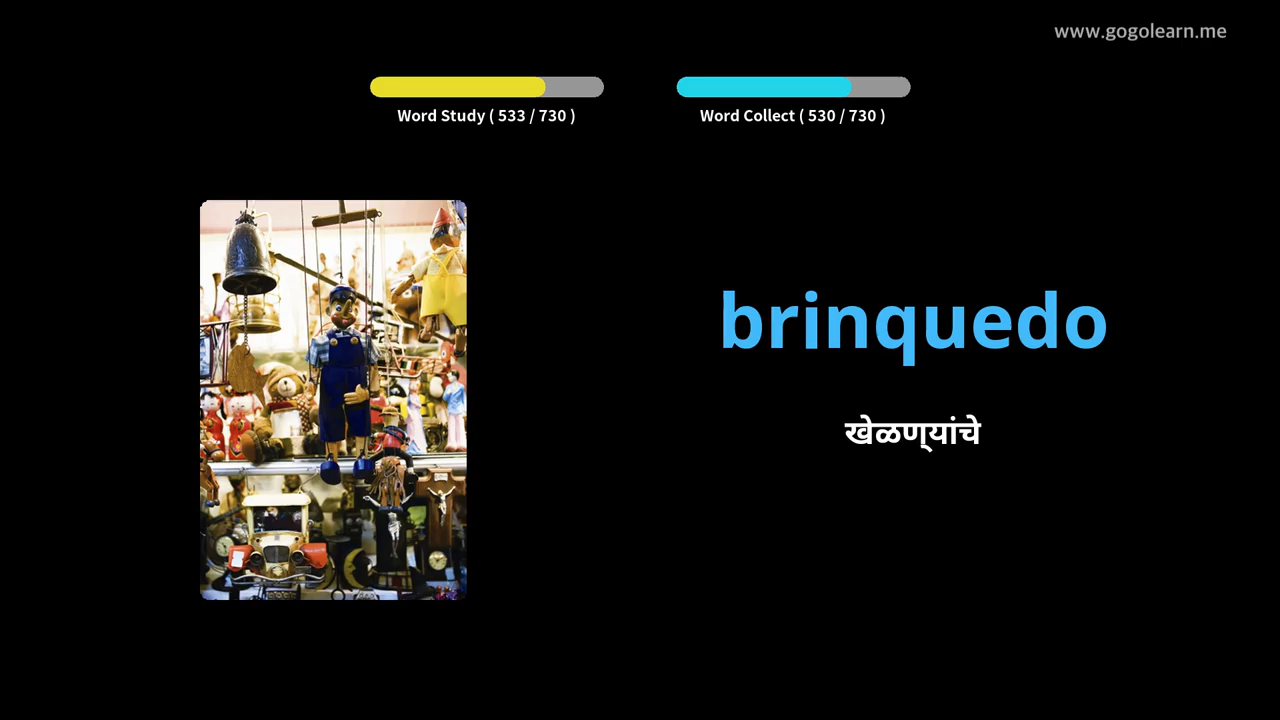 www.gogolearn.me
Word Study ( 533 / 730 )
Word Collect ( 530 / 730 )
brinquedo
खेळण्यांचे